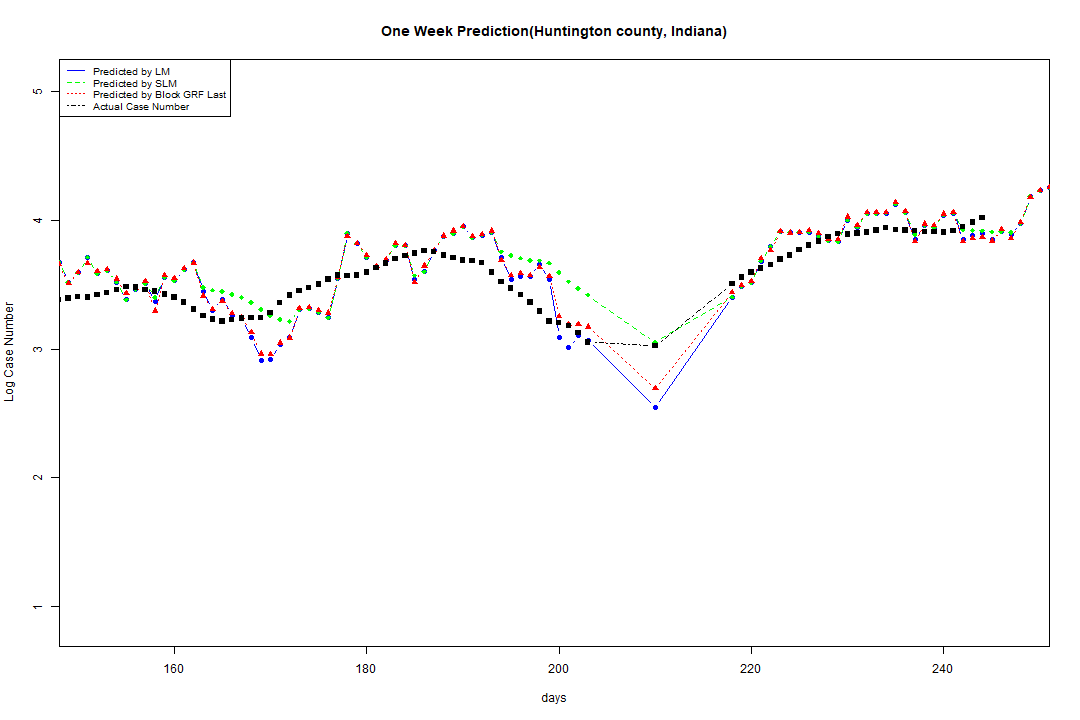 One Week Prediction(Huntington county, Indiana)
Predicted by LM
Predicted by SLM
Predicted by Block GRF Last
Actual Case Number
5
4
3
2
1
Log Case Number
160
180
200
220
240
days